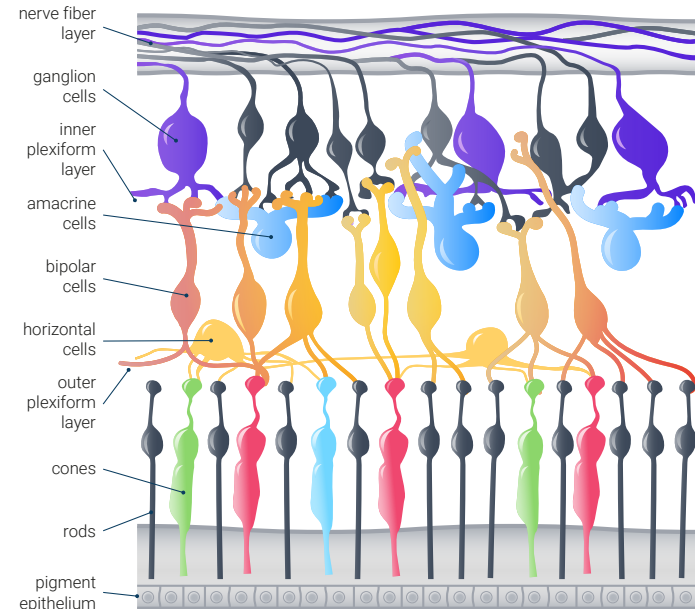 nerve fiber
layer
ganglion
cells
inner
plexiform
layer
amacrine
cells
bipolar
cells
horizontal
cells
outer
plexiform
layer
cones
rods
pigment
epithelium